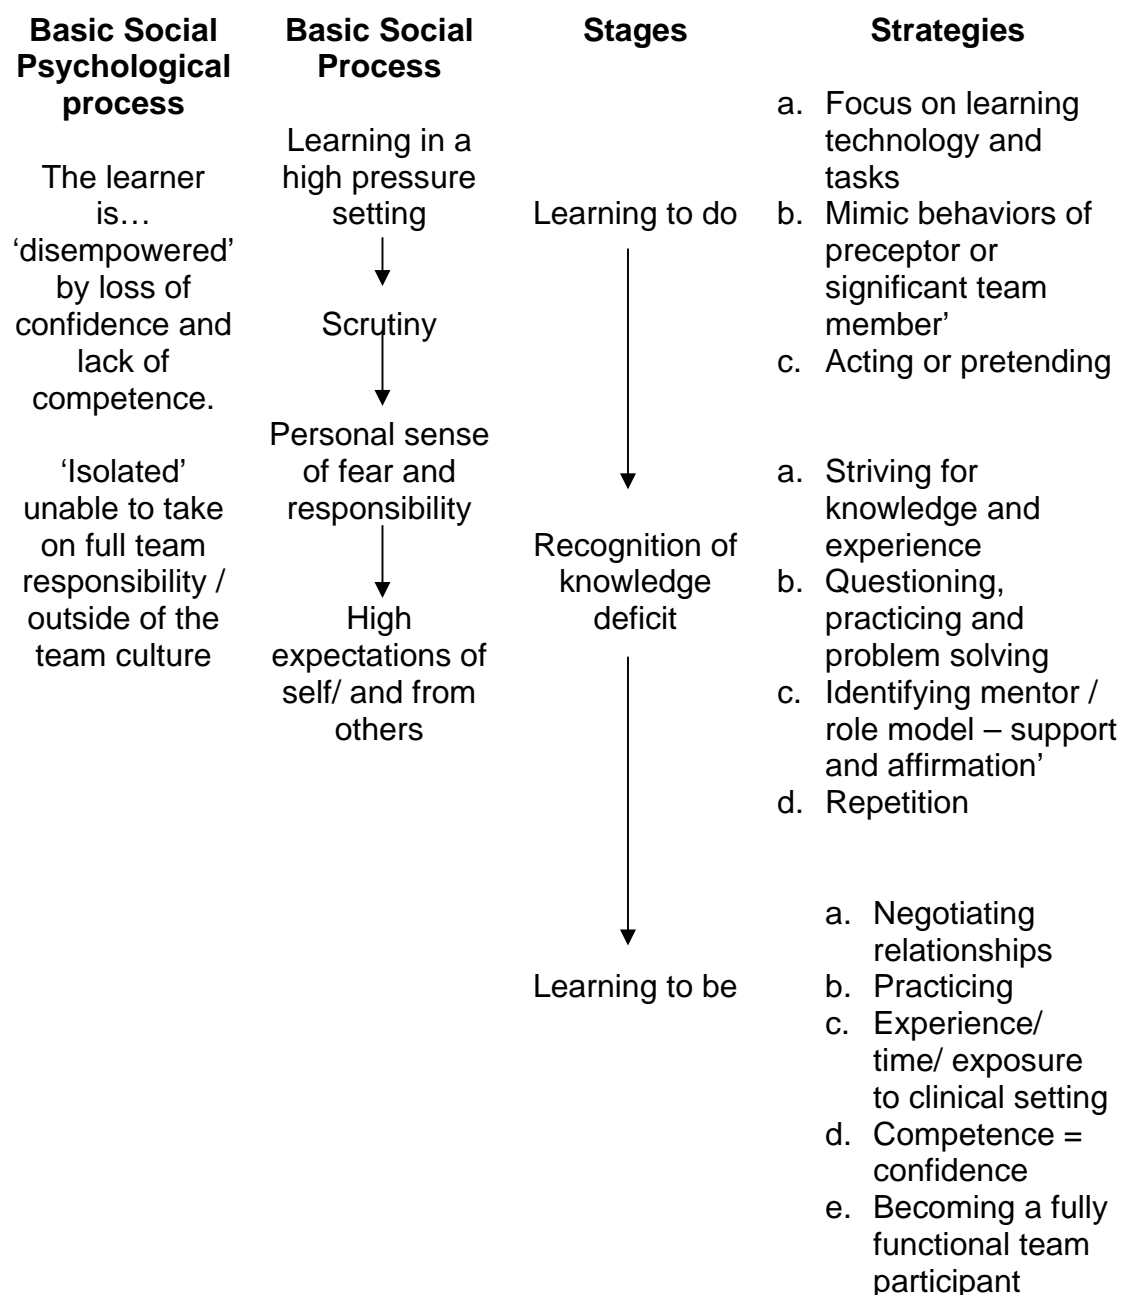 Basic Social
Psychological
process
The learner
is…
‘disempowered’
by loss of
confidence and
lack of
competence.
‘Isolated’
unable to take
on full team
responsibility /
outside of the
team culture
Basic Social
Process
Learning in a
high pressure
setting
Scrutiny
Personal sense
of fear and
responsibility
High
expectations of
self/ and from
others
Stages
Learning to do
Recognition of
knowledge
deficit
Learning to be
Strategies
a. Focus on learning
technology and
tasks
b. Mimic behaviors of
preceptor or
significant team
member’
c. Acting or pretending
a. Striving for
knowledge and
experience
b. Questioning,
practicing and
problem solving
c. Identifying mentor /
role model – support
and affirmation’
d. Repetition
a. Negotiating
relationships
b. Practicing
c. Experience/
time/ exposure
to clinical setting
d. Competence =
confidence
e. Becoming a fully
functional team
participant